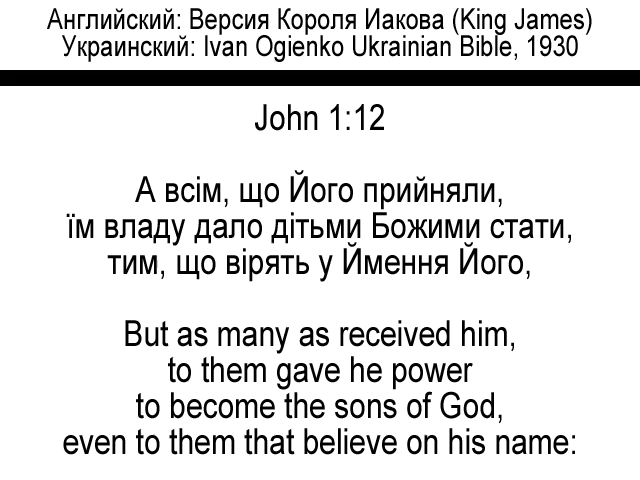 Английский: Версия Короля Иакова (King James)
Украинский: Ivan Ogienko Ukrainian Bible, 1930
John 1:12
А всім, що Його прийняли,
їм владу дало дітьми Божими стати,
тим, що вірять у Ймення Його,
But as many as received him,
to them gave he power
to become the sons of God,
even to them that believe on his name: